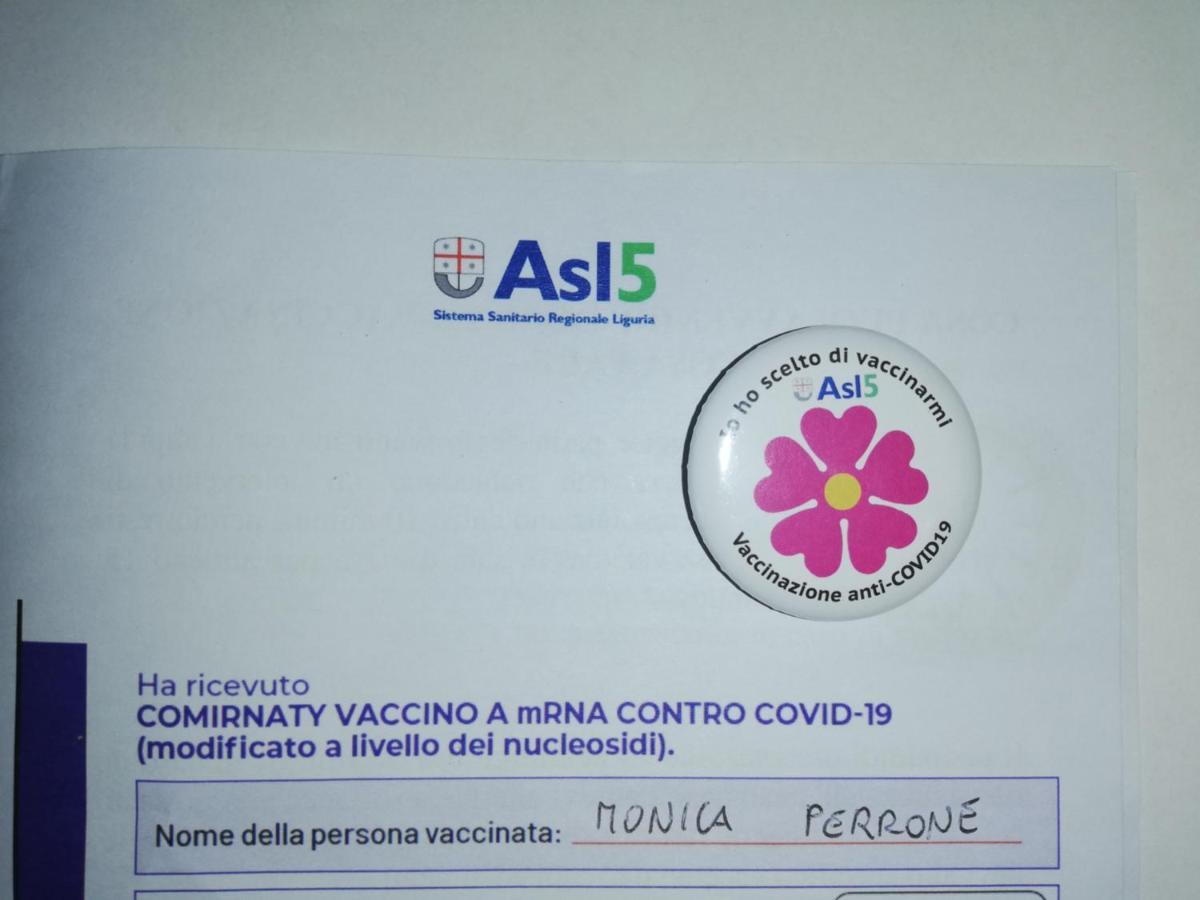 Asl5
Sistema Sanitario Regionale Liguria
Io ho scelto di vaccinarmi
Asl5
Vaccinazione anti-COVID19
Ha ricevuto
COMIRNATY VACCINO A mRNA CONTRO COVID-19
(modificato a livello dei nucleosidi).
Nome della persona vaccinata: MONICA PERRONE